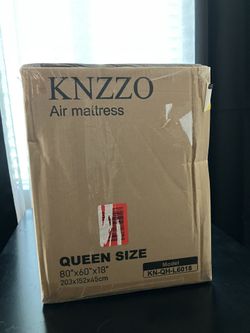 KNZZO
Air mattress
QUEEN SIZE
80"x60"x18"
203x152x45cm
Model
KN-QH-L6018